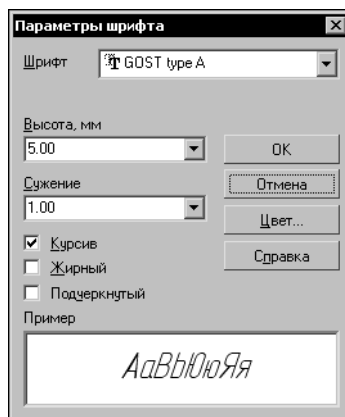 Параметры шрифта
Шрифт
GOST type A
Высота, мм
5.00
OK
Сужение
Отмена
1.00
Цвет...
Курсив
Справка
Жирный
Подчеркнутый
Пример
АаВbЮюЯя